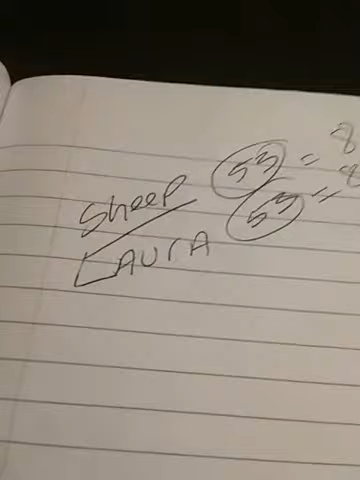 Sheep 53 = 8
LAUrA 53 = 8